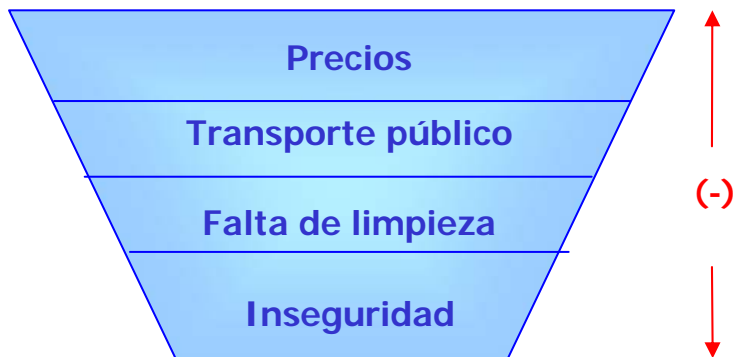 Precios
Transporte público
(-)
Falta de limpieza
Inseguridad